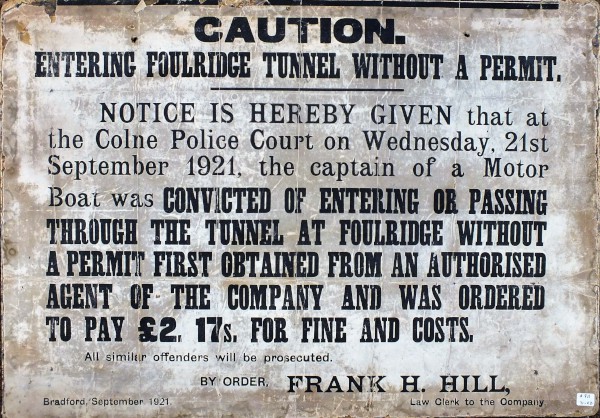 CAUTION.
ENTERING FOULRIDGE TUNNEL WITHOUT A PERMIT.
NOTICE IS HEREBY GIVEN that at
the Colne Police Court on Wednesday, 21st
September 1921, the captain of a Motor
Boat was CONVICTED OF ENTERING OR PASSING
THROUGH THE TUNNEL AT FOULRIDGE WITHOUT
A PERMIT FIRST OBTAINED FROM AN AUTHORISED
AGENT OF THE COMPANY AND WAS ORDERED
TO PAY £2. 17s. FOR FINE AND COSTS.
All similar offenders will be prosecuted.
BY ORDER, FRANK H. HILL,
Bradford, September 1921. Law Clerk to the Company